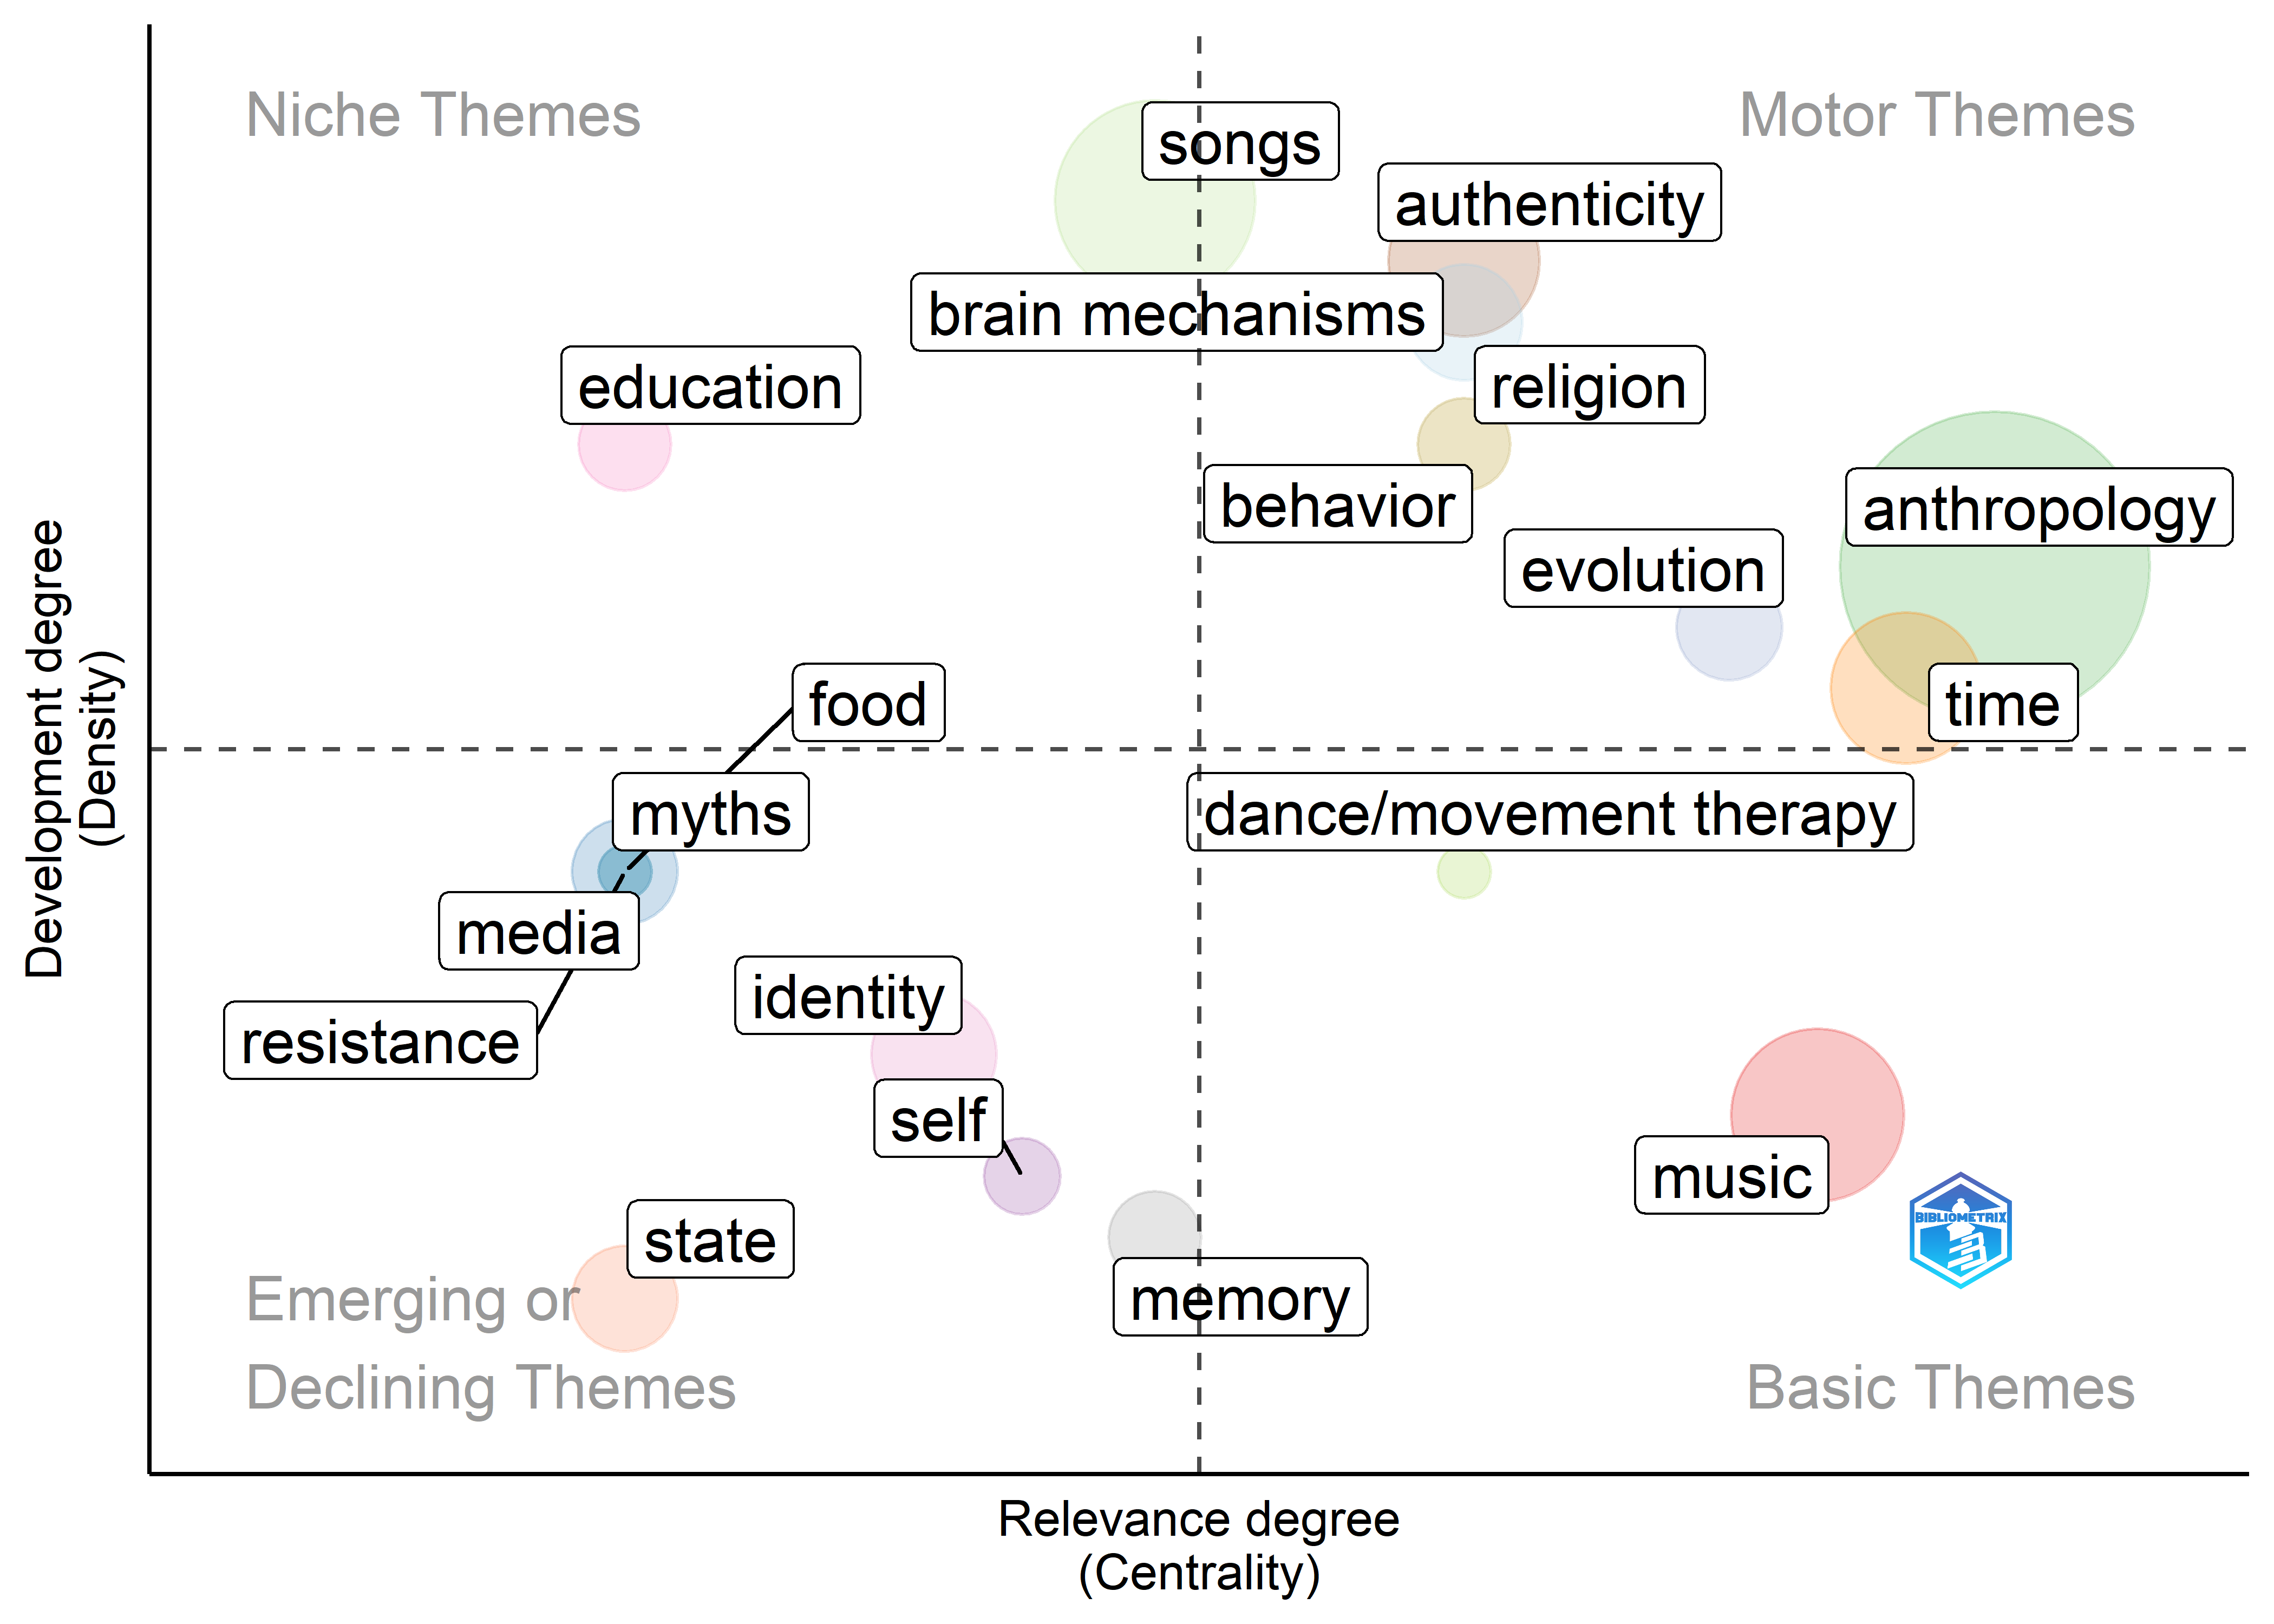 Niche Themes
Motor Themes
songs
authenticity
brain mechanisms
education
religion
behavior
anthropology
evolution
food
time
myths
dance/movement therapy
media
identity
resistance
self
music
BIBLIOMETRIX
state
memory
Emerging or
Declining Themes
Basic Themes
Development degree
(Density)
Relevance degree
(Centrality)